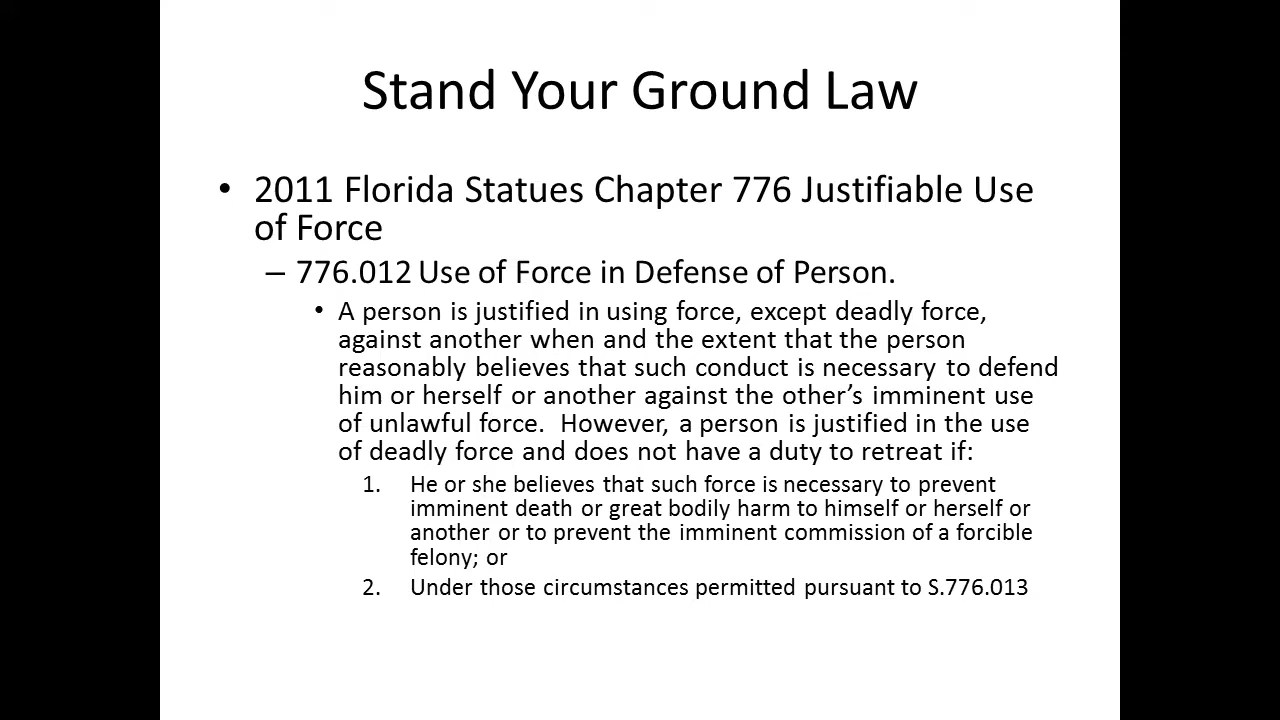 Stand Your Ground Law
• 2011 Florida Statues Chapter 776 Justifiable Use
of Force
– 776.012 Use of Force in Defense of Person.
• A person is justified in using force, except deadly force,
against another when and the extent that the person
reasonably believes that such conduct is necessary to defend
him or herself or another against the other’s imminent use
of unlawful force.  However, a person is justified in the use
of deadly force and does not have a duty to retreat if:
1. He or she believes that such force is necessary to prevent
imminent death or great bodily harm to himself or herself or
another or to prevent the imminent commission of a forcible
felony; or
2. Under those circumstances permitted pursuant to S.776.013